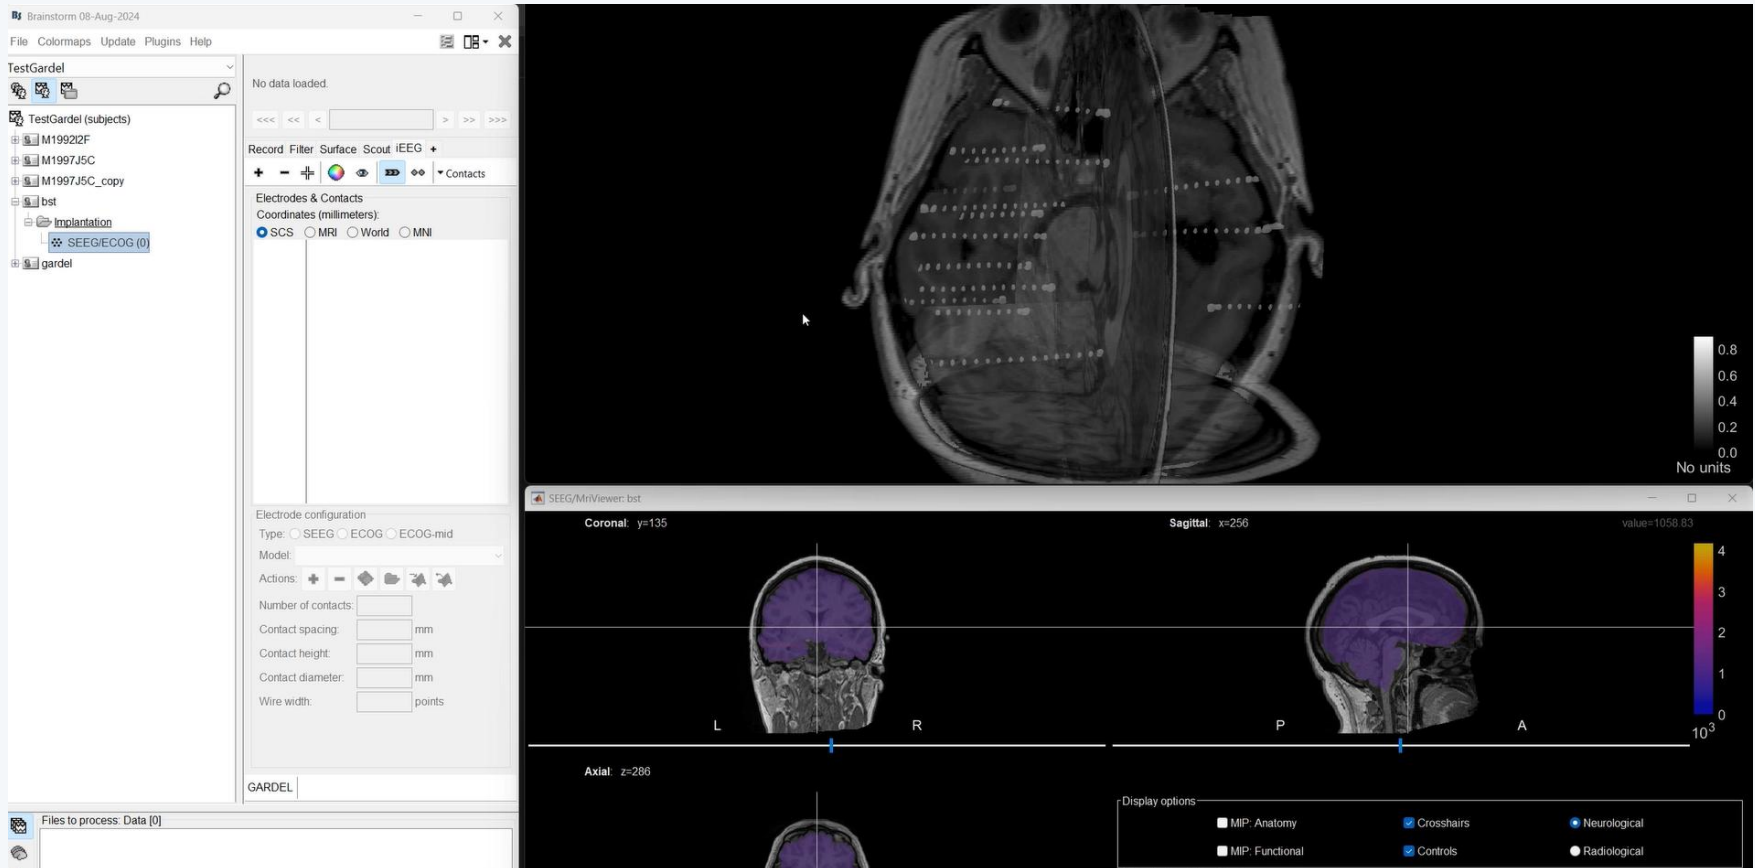 Brainstorm 08-Aug-2024
File Colormaps Update Plugins Help
TestGardel
TestGardel (subjects)
M1992I2F
M1997J5C
M1997J5C_copy
bst
Implantation
SEEG/ECOG (0)
gardel
No data loaded.
<<< << < > >> >>>
Record Filter Surface Scout iEEG +
Contacts
Electrodes & Contacts
Coordinates (millimeters):
SCS MRI World MNI
Electrode configuration
Type: SEEG ECOG ECOG-mid
Model:
Actions:
Number of contacts:
Contact spacing: mm
Contact height: mm
Contact diameter: mm
Wire width: points
GARDEL
Files to process: Data [0]
0.8
0.6
0.4
0.2
0.0
No units
SEEG/MriViewer: bst
Coronal: y=135
Sagittal: x=256
value=1058.83
4
3
2
1
0
10³
L R
P A
Axial: z=286
Display options
MIP: Anatomy Crosshairs Neurological
MIP: Functional Controls Radiological